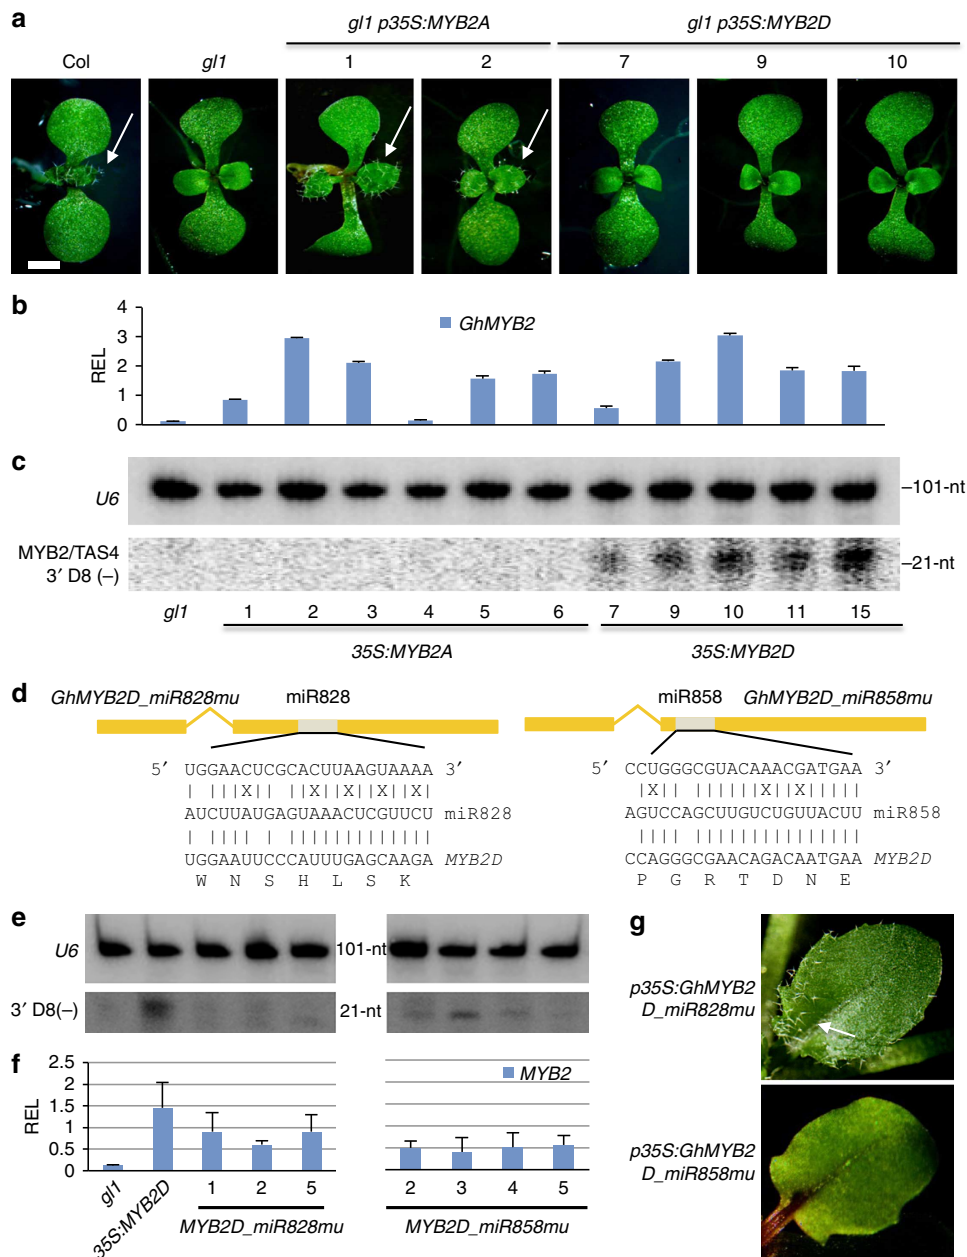 a
gl1 p35S:MYB2A
gl1 p35S:MYB2D
Col
gl1
1
2
7
9
10
b
4
3
2
1
0
REL
GhMYB2
c
U6
–101-nt
MYB2/TAS4
3′ D8 (–)
–21-nt
gl1
1
2
3
4
5
6
7
9
10
11
15
35S:MYB2A
35S:MYB2D
d
GhMYB2D_miR828mu
miR828
miR858
GhMYB2D_miR858mu
5′ UGGAACUCGCACUUAAGUAAAA 3′
AUCUUAUGAGUAAACUCGUUCU miR828
UGGAAUUCCCAUUUGAGCAAGA MYB2D
W N S H L S K
5′ CCUGGGCGUACAAACGATGAA 3′
AGUCCAGCUUGUCUGUUACUU miR858
CCAGGGCGAACAGACAATGAA MYB2D
P G R T D N E
e
U6
101-nt
3′ D8(–)
21-nt
f
2.5
2
1.5
1
0.5
0
REL
MYB2
gl1
35S:MYB2D
1
2
5
2
3
4
5
MYB2D_miR828mu
MYB2D_miR858mu
g
p35S:GhMYB2
D_miR828mu
p35S:GhMYB2
D_miR858mu